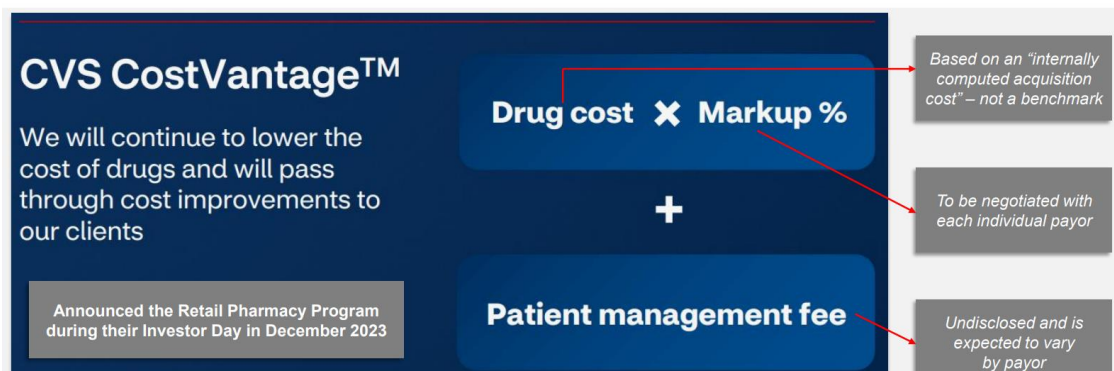 CVS CostVantage™
We will continue to lower the
cost of drugs and will pass
through cost improvements to
our clients
Announced the Retail Pharmacy Program
during their Investor Day in December 2023
Drug cost ✖ Markup %
+
Patient management fee
Based on an “internally
computed acquisition
cost” – not a benchmark
To be negotiated with
each individual payor
Undisclosed and is
expected to vary
by payor